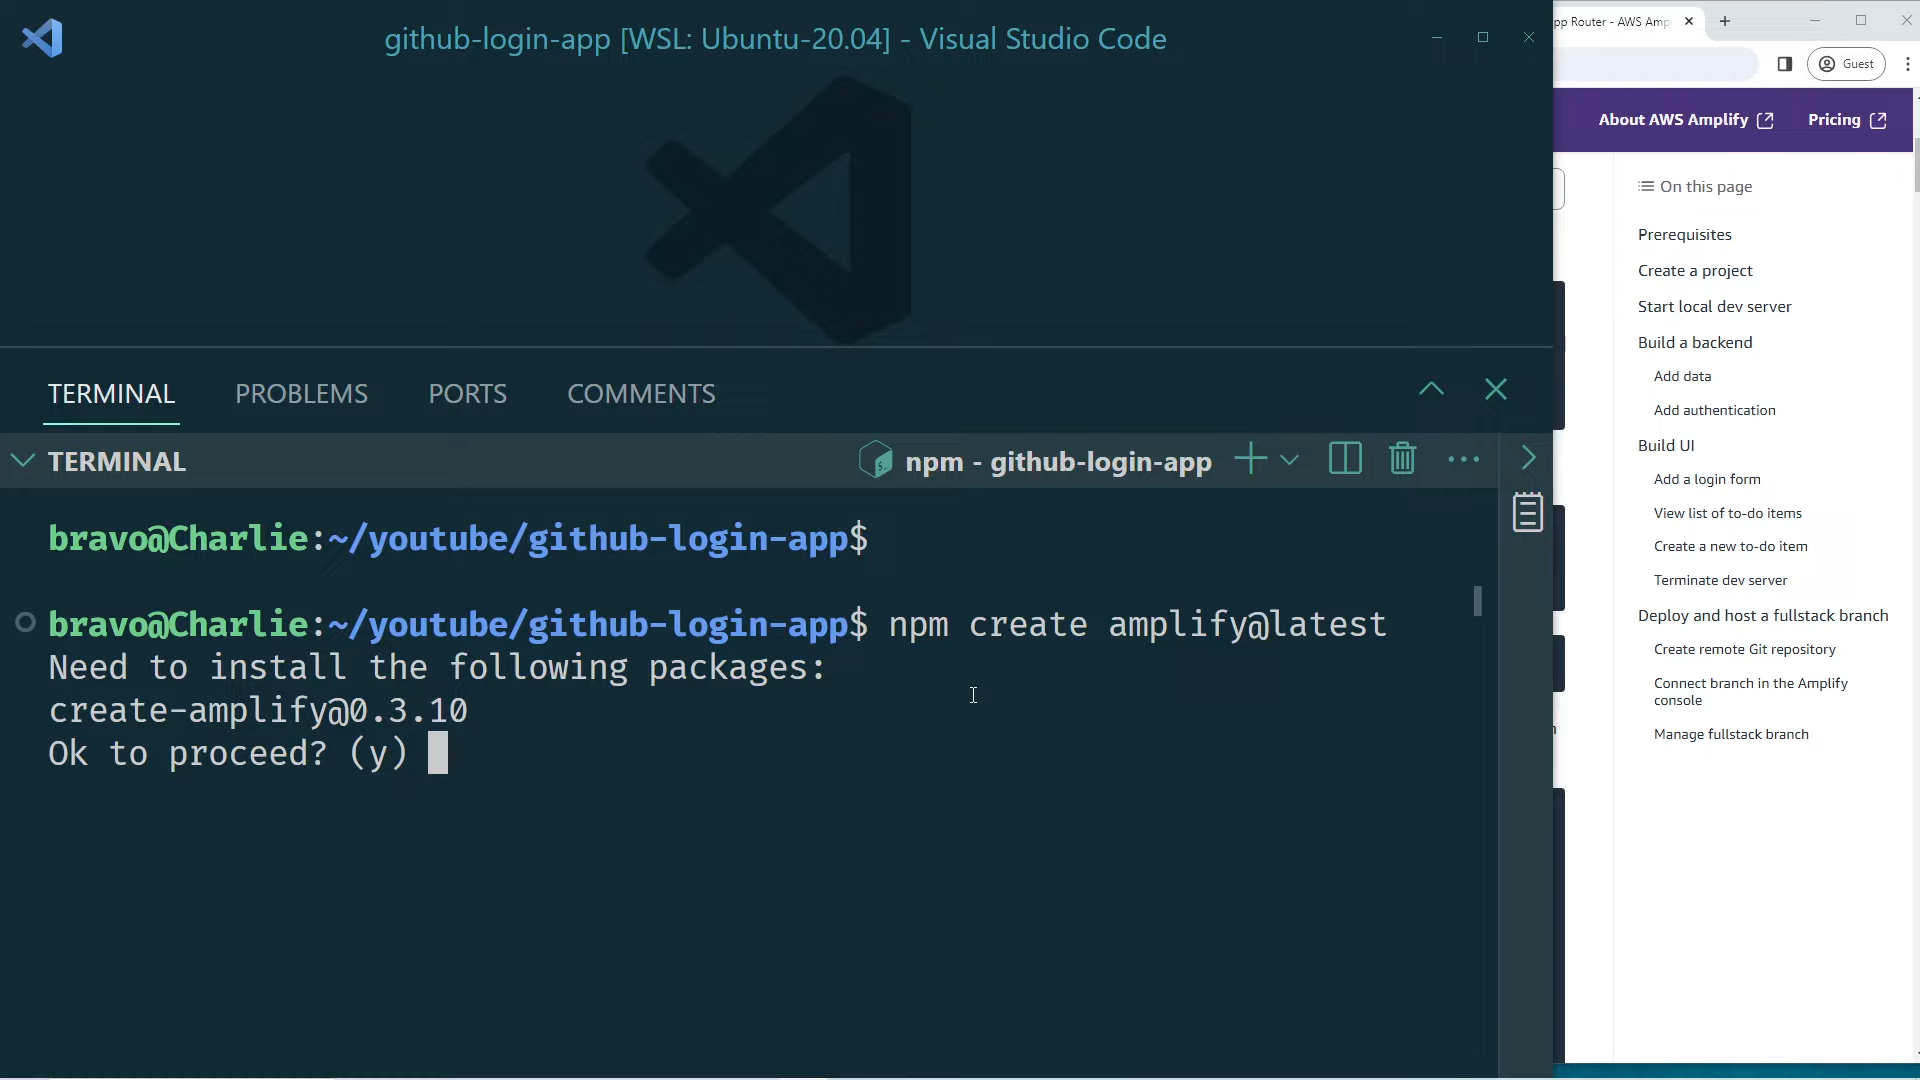 github-login-app [WSL: Ubuntu-20.04] - Visual Studio Code
TERMINAL PROBLEMS PORTS COMMENTS
TERMINAL
npm - github-login-app
bravo@Charlie:~/youtube/github-login-app$
bravo@Charlie:~/youtube/github-login-app$ npm create amplify@latest
Need to install the following packages:
create-amplify@0.3.10
Ok to proceed? (y)
pp Router - AWS Amp
Guest
About AWS Amplify Pricing
On this page
Prerequisites
Create a project
Start local dev server
Build a backend
Add data
Add authentication
Build UI
Add a login form
View list of to-do items
Create a new to-do item
Terminate dev server
Deploy and host a fullstack branch
Create remote Git repository
Connect branch in the Amplify
console
Manage fullstack branch